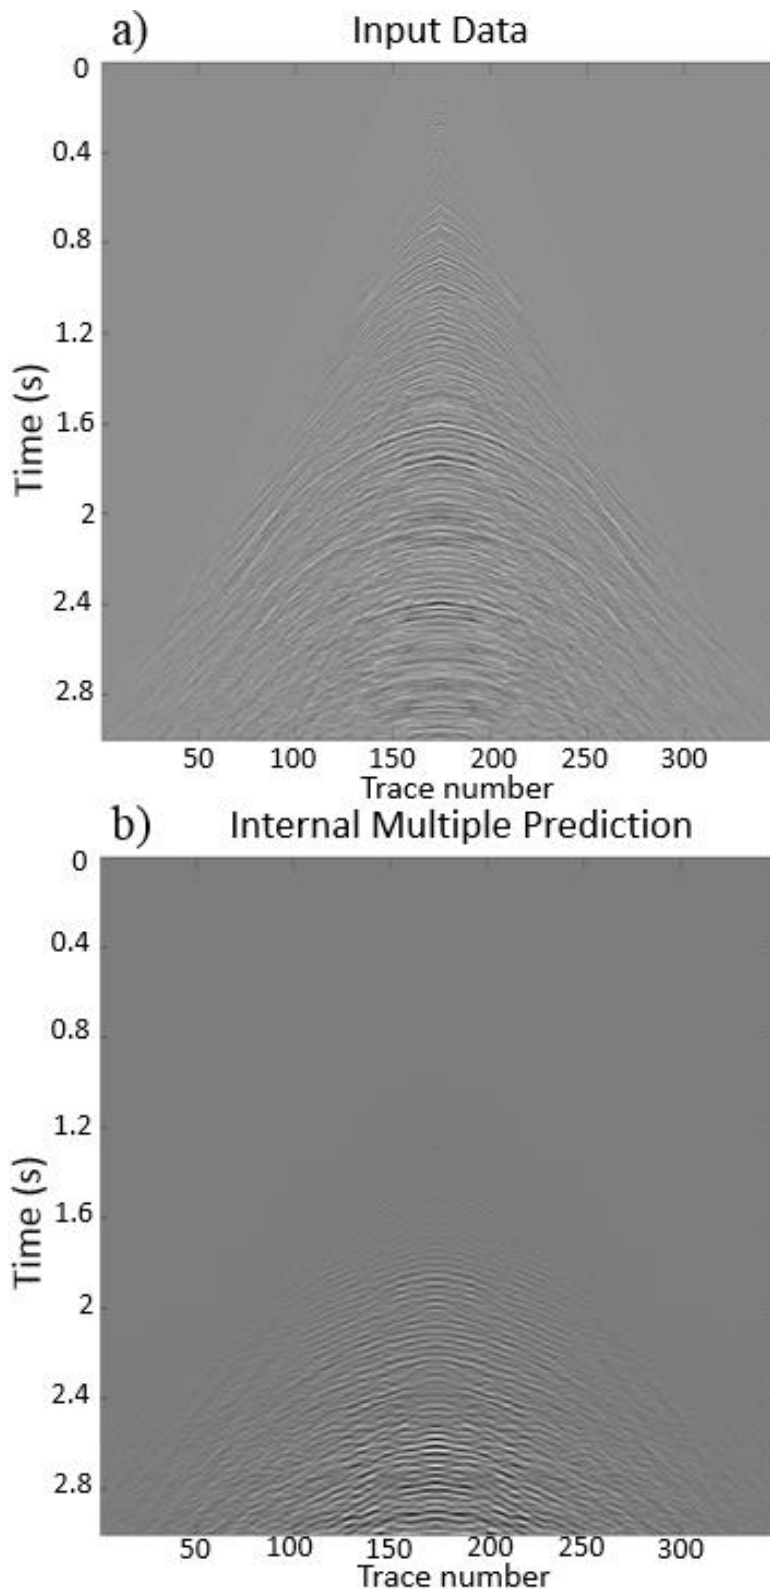 a) Input Data
0
0.4
0.8
1.2
1.6
2
2.4
2.8
Time (s)
50 100 150 200 250 300
Trace number
b) Internal Multiple Prediction
0
0.4
0.8
1.2
1.6
2
2.4
2.8
Time (s)
50 100 150 200 250 300
Trace number